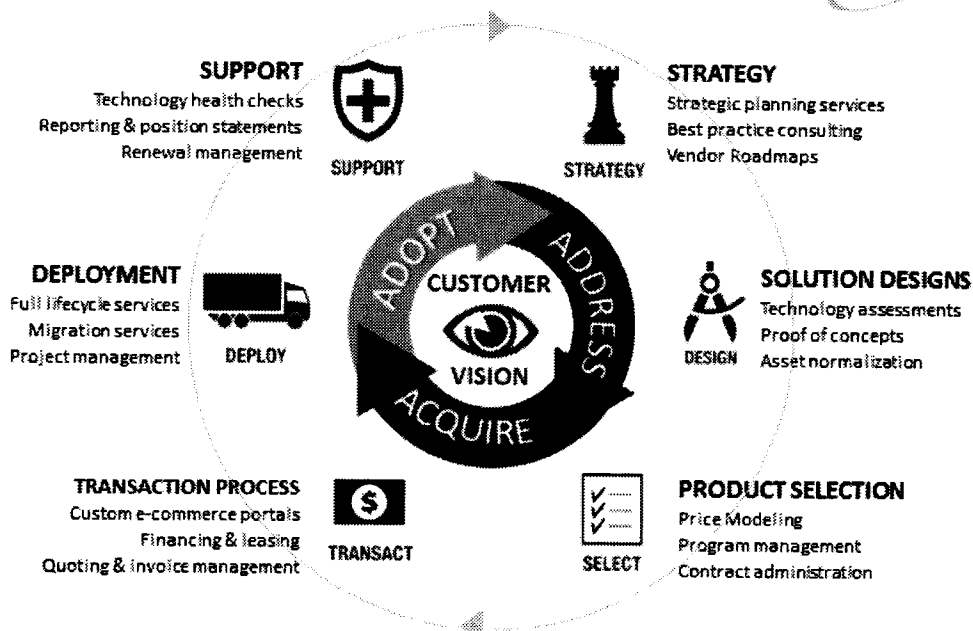 SUPPORT
Technology health checks
Reporting & position statements
Renewal management
SUPPORT
STRATEGY
Strategic planning services
Best practice consulting
Vendor Roadmaps
STRATEGY
DEPLOYMENT
Full lifecycle services
Migration services
Project management
DEPLOY
ADOPT
ADDRESS
ACQUIRE
CUSTOMER
VISION
SOLUTION DESIGNS
Technology assessments
Proof of concepts
Asset normalization
DESIGN
TRANSACTION PROCESS
Custom e-commerce portals
Financing & leasing
Quoting & invoice management
$
TRANSACT
PRODUCT SELECTION
Price Modeling
Program management
Contract administration
SELECT